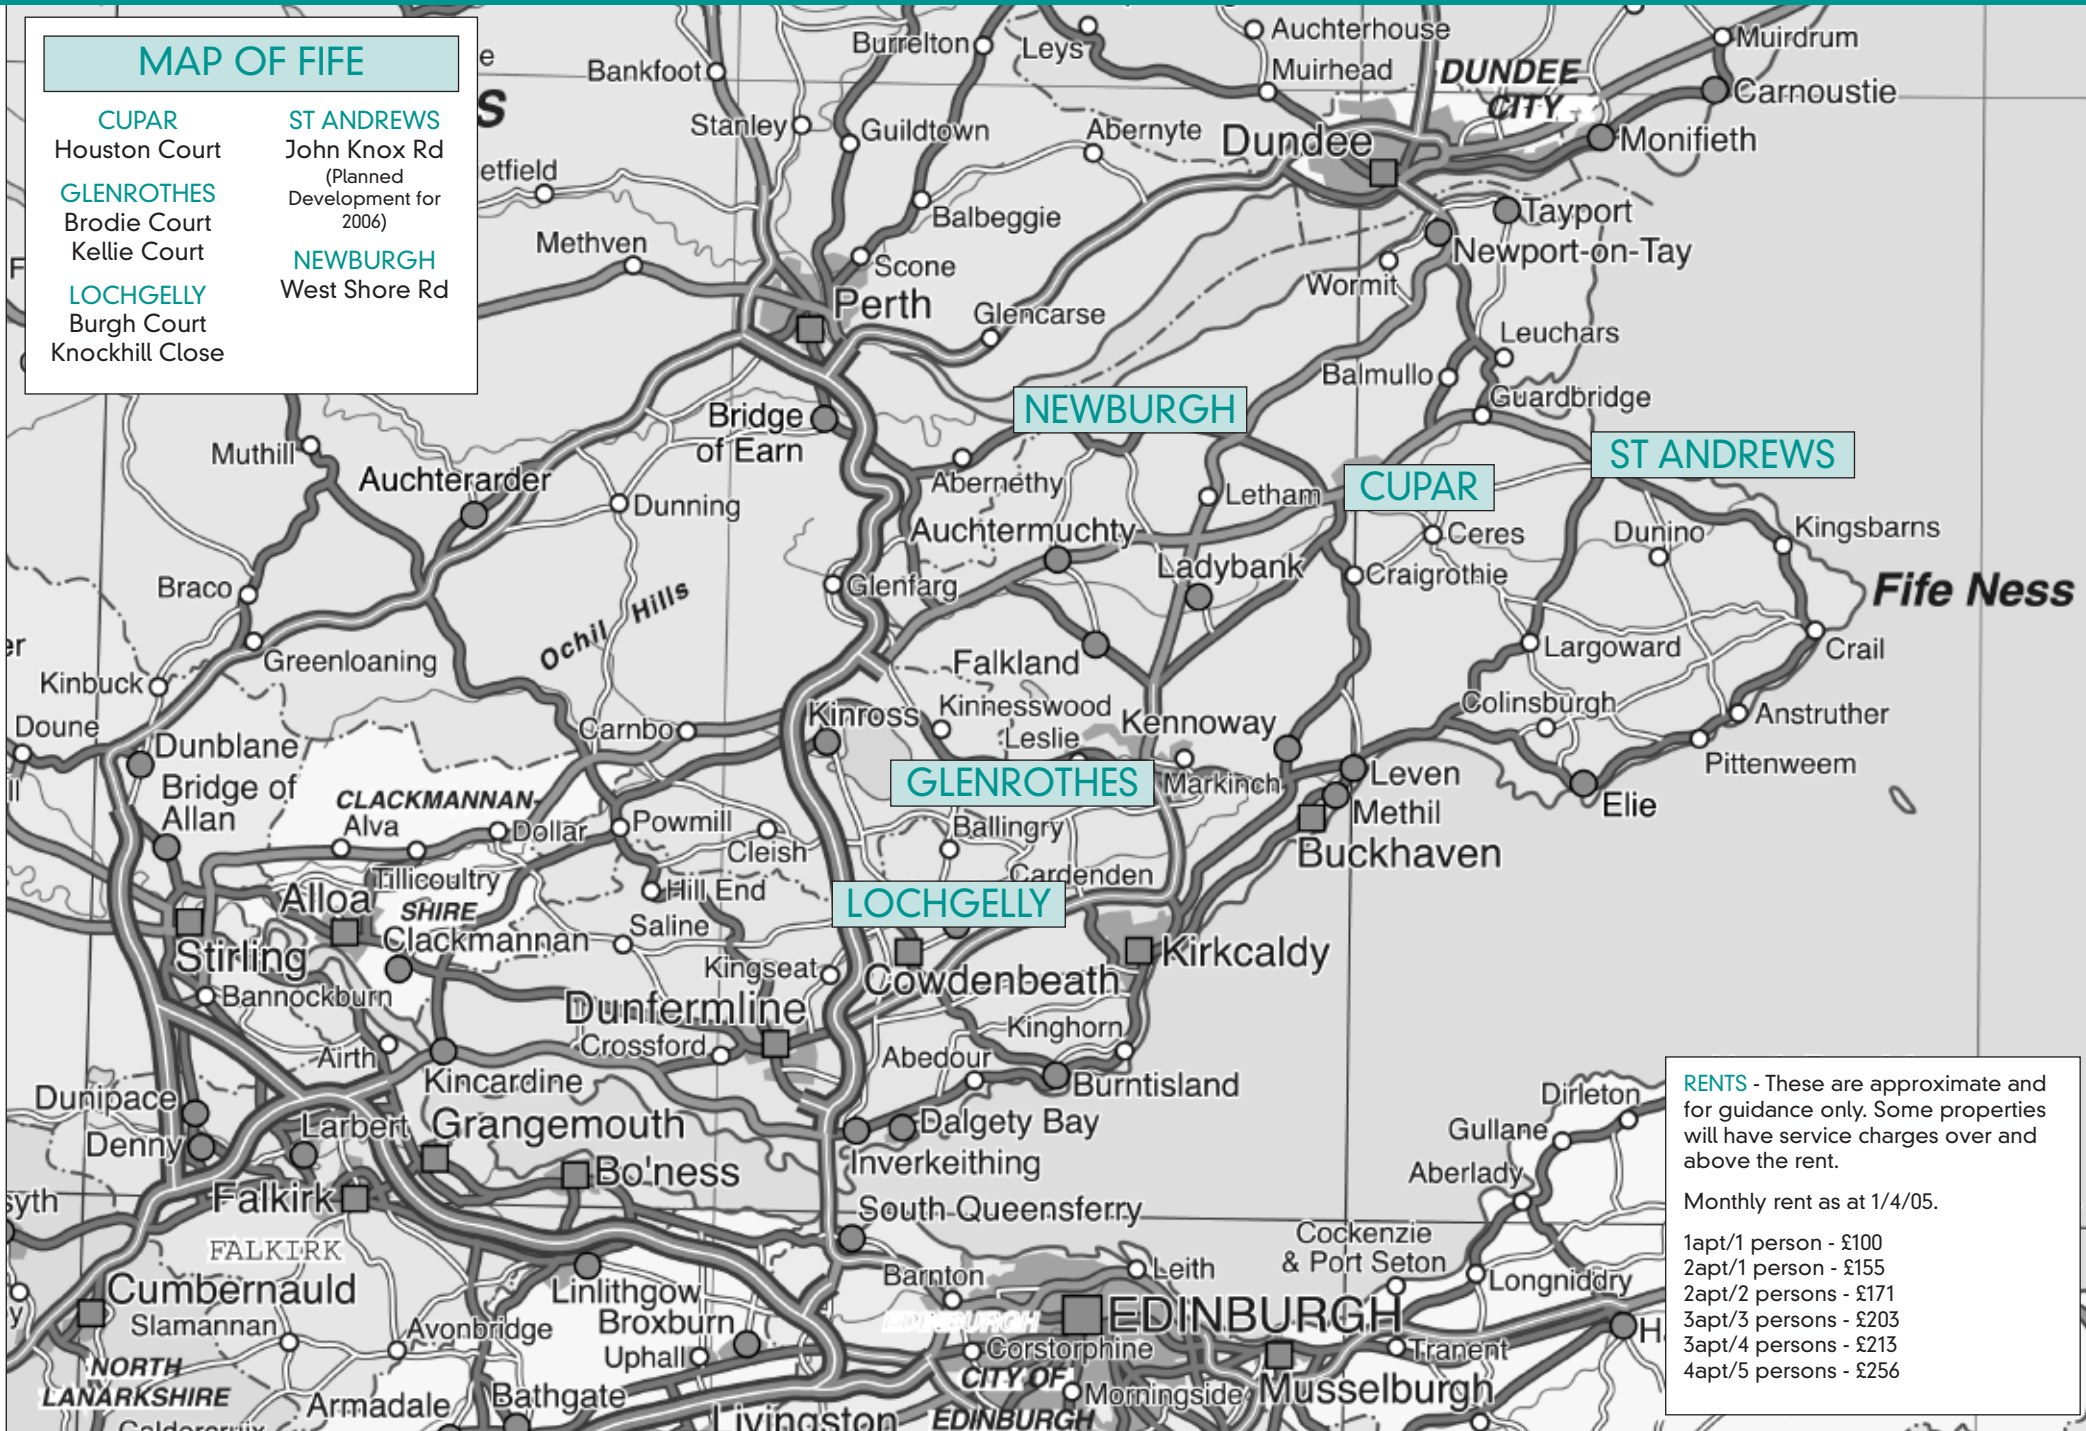 MAP OF FIFE
CUPAR
Houston Court
GLENROTHES
Brodie Court
Kellie Court
LOCHGELLY
Burgh Court
Knockhill Close
ST ANDREWS
John Knox Rd
(Planned
Development for
2006)
NEWBURGH
West Shore Rd
Burrelton
Leys
Auchterhouse
Muirdrum
Bankfoot
Muirhead
DUNDEE
CITY
Carnoustie
Stanley
Guildtown
Abernyte
Dundee
Monifieth
etfield
Balbeggie
Tayport
Methven
Scone
Newport-on-Tay
Wormit
Perth
Glencarse
Leuchars
Balmullo
Guardbridge
NEWBURGH
Bridge
of Earn
Muthill
ST ANDREWS
Auchterarder
Abernethy
Letham
CUPAR
Dunning
Auchtermuchty
Ceres
Dunino
Kingsbarns
Ladybank
Craigrothie
Braco
Glenfarg
Fife Ness
Ochil Hills
Greenloaning
Falkland
Largoward
Crail
Kinbuck
Kinnesswood
Colinsburgh
Doune
Carnbo
Kinross
Leslie
Kennoway
Anstruther
Dunblane
Pittenweem
Bridge of
Allan
GLENROTHES
Markinch
Leven
CLACKMANNAN-
Alva
Dollar
Powmill
Ballingry
Methil
Elie
Cleish
Buckhaven
Tillicoultry
Hill End
Cardenden
Alloa
SHIRE
LOCHGELLY
Saline
Clackmannan
Stirling
Kingseat
Cowdenbeath
Kirkcaldy
Bannockburn
Dunfermline
Kinghorn
Airth
Crossford
Abedour
Kincardine
Burntisland
Dunipace
Larbert
Grangemouth
Dalgety Bay
Denny
Inverkeithing
Bo'ness
Falkirk
South Queensferry
syth
FALKIRK
Cumbernauld
Linlithgow
Barnton
Leith
Cockenzie
& Port Seton
Longniddry
Dirleton
Gullane
Aberlady
Slamannan
Avonbridge
Broxburn
EDINBURGH
EDINBURGH
Uphall
Corstorphine
Tranent
NORTH
LANARKSHIRE
CITY OF
EDINBURGH
Morningside
Musselburgh
Armadale
Bathgate
Livingston
RENTS - These are approximate and
for guidance only. Some properties
will have service charges over and
above the rent.
Monthly rent as at 1/4/05.
1apt/1 person - £100
2apt/1 person - £155
2apt/2 persons - £171
3apt/3 persons - £203
3apt/4 persons - £213
4apt/5 persons - £256